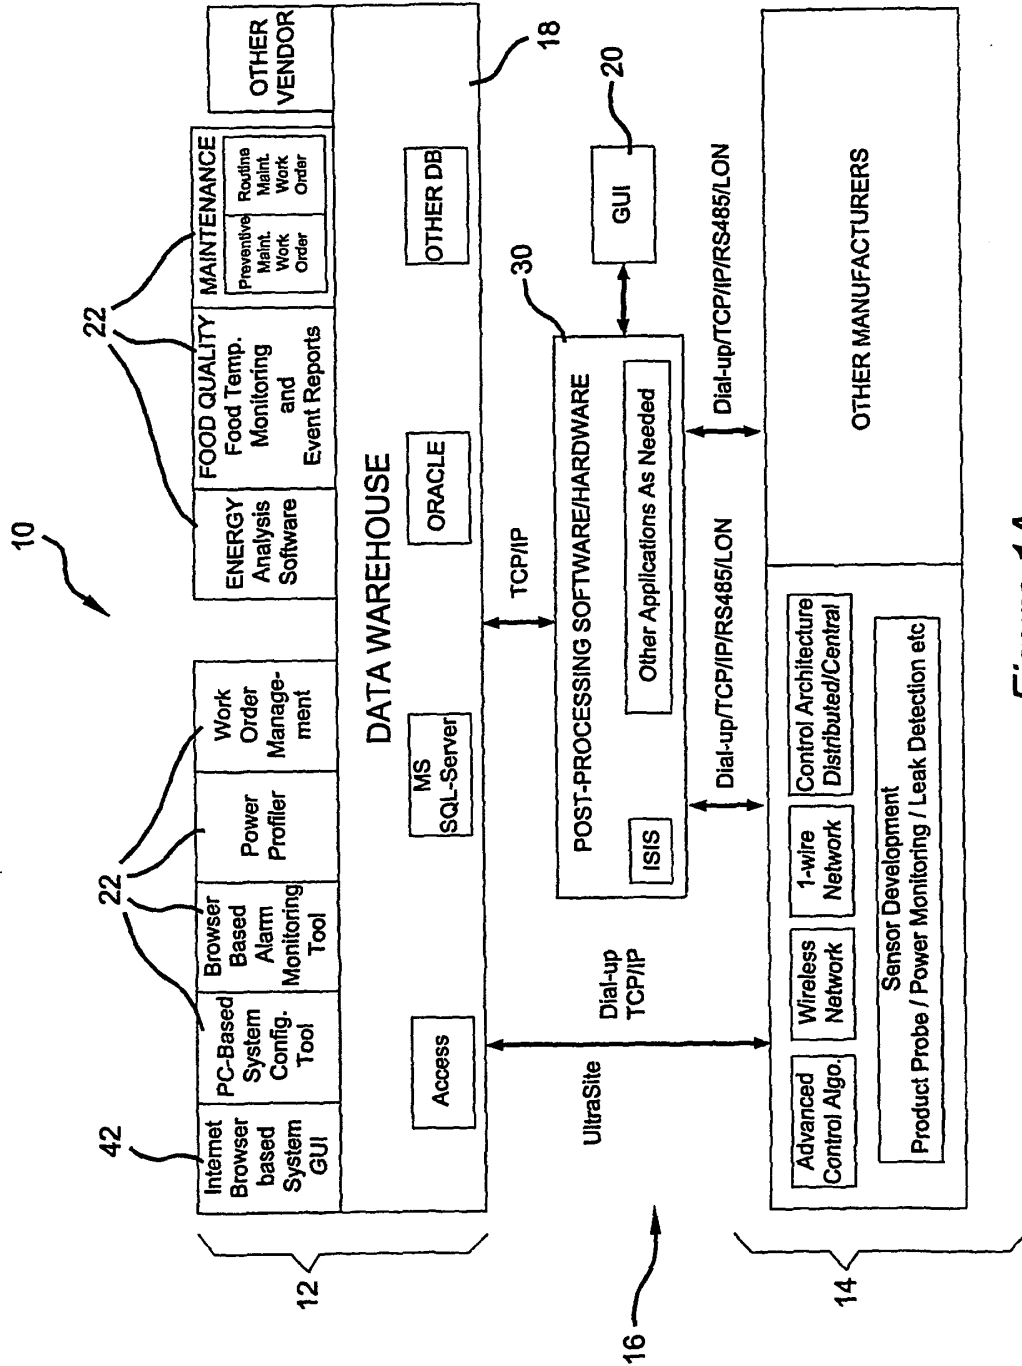 10
22
22
42
Internet
Browser
based
System
GUI
PC-Based
System
Config.
Tool
Browser
Based
Alarm
Monitoring
Tool
Power
Profiler
Work
Order
Manage-
ment
ENERGY
Analysis
Software
FOOD QUALITY
Food Temp.
Monitoring
and
Event Reports
MAINTENANCE
Preventive
Maint.
Work
Order
Routine
Maint.
Work
Order
OTHER
VENDOR
12
DATA WAREHOUSE
Access
MS
SQL-Server
ORACLE
OTHER DB
18
16
UltraSite
Dial-up
TCP/IP
TCP/IP
30
POST-PROCESSING SOFTWARE/HARDWARE
ISIS
Other Applications As Needed
GUI
20
Dial-up/TCP/IP/RS485/LON
Dial-up/TCP/IP/RS485/LON
14
Advanced
Control Algo.
Wireless
Network
1-wire
Network
Control Architecture
Distributed/Central
Sensor Development
Product Probe / Power Monitoring / Leak Detection etc.
OTHER MANUFACTURERS
Figure 1A